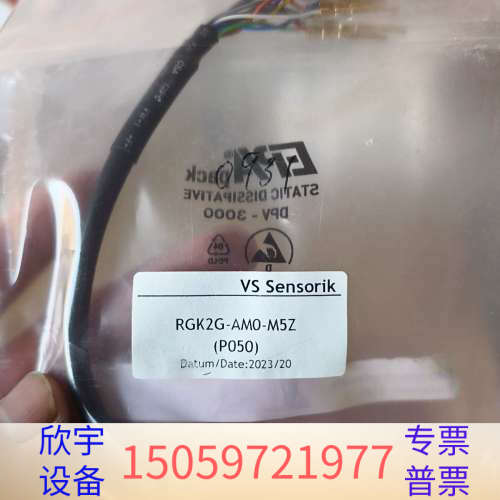 0931
STATIC DISSIPATIVE
DPV - 3000
VS Sensorik
RGK2G-AM0-M5Z
(P050)
Datum/Date:2023/20
欣宇
设备
15059721977
专票
普票